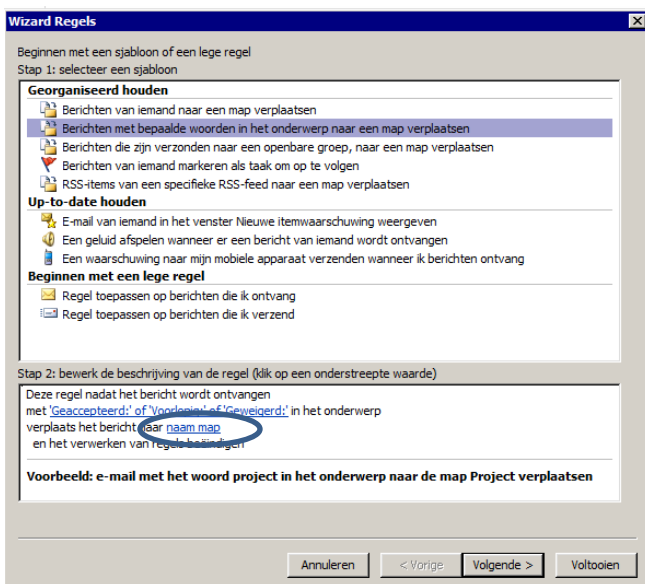 Wizard Regels
Beginnen met een sjabloon of een lege regel
Stap 1: selecteer een sjabloon
Georganiseerd houden
Berichten van iemand naar een map verplaatsen
Berichten met bepaalde woorden in het onderwerp naar een map verplaatsen
Berichten die zijn verzonden naar een openbare groep, naar een map verplaatsen
Berichten van iemand markeren als taak om op te volgen
RSS-items van een specifieke RSS-feed naar een map verplaatsen
Up-to-date houden
E-mail van iemand in het venster Nieuwe itemwaarschuwing weergeven
Een geluid afspelen wanneer er een bericht van iemand wordt ontvangen
Een waarschuwing naar mijn mobiele apparaat verzenden wanneer ik berichten ontvang
Beginnen met een lege regel
Regel toepassen op berichten die ik ontvang
Regel toepassen op berichten die ik verzend
Stap 2: bewerk de beschrijving van de regel (klik op een onderstreepte waarde)
Deze regel nadat het bericht wordt ontvangen
met 'Geaccepteerd:' of 'Voorlopig:' of 'Geweigerd:' in het onderwerp
verplaats het bericht naar naam map
en het verwerken van regels beëindigen
Voorbeeld: e-mail met het woord project in het onderwerp naar de map Project verplaatsen
Annuleren
< Vorige
Volgende >
Voltooien